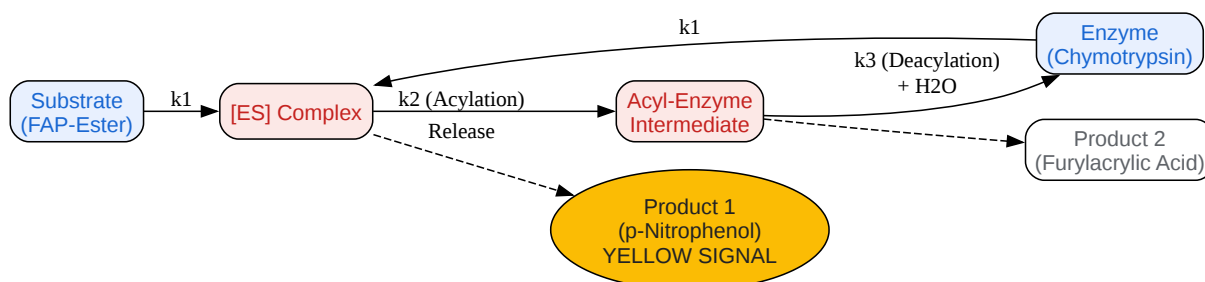 k1
Enzyme
(Chymotrypsin)
k3 (Deacylation)
+ H2O
Substrate
(FAP-Ester)
k1
[ES] Complex
k2 (Acylation)
Release
Acyl-Enzyme
Intermediate
Product 2
(Furylacrylic Acid)
Product 1
(p-Nitrophenol)
YELLOW SIGNAL